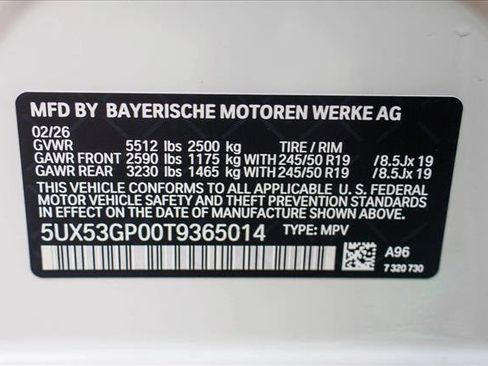 MFD BY BAYERISCHE MOTOREN WERKE AG
02/26
GVWR 5512 lbs 2500 kg TIRE / RIM
GAWR FRONT 2590 lbs 1175 kg WITH 245/50 R19 /8.5Jx 19
GAWR REAR 3230 lbs 1465 kg WITH 245/50 R19 /8.5Jx 19
THIS VEHICLE CONFORMS TO ALL APPLICABLE U. S. FEDERAL
MOTOR VEHICLE SAFETY, BUMPER, AND THEFT PREVENTION
STANDARDS IN EFFECT ON THE DATE OF MANUFACTURE SHOWN ABOVE.
5UX53GP00T9365014 TYPE: MPV
A96
7 320 730